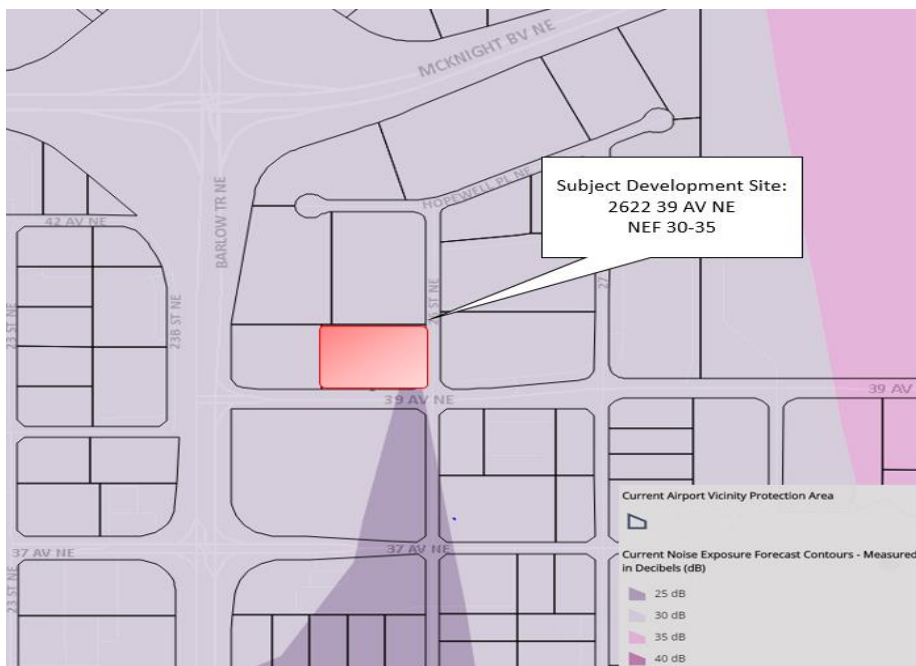 MCKNIGHT BV NE
HOPEWELL PL NE
Subject Development Site:
2622 39 AV NE
NEF 30-35
42 AV NE
BARLOW TR NE
23 ST NE
23B ST NE
ST NE
27
39 AV NE
39 AV
37 AV NE
37 AV NE
23 ST NE
Current Airport Vicinity Protection Area
Current Noise Exposure Forecast Contours - Measured
in Decibels (dB)
25 dB
30 dB
35 dB
40 dB